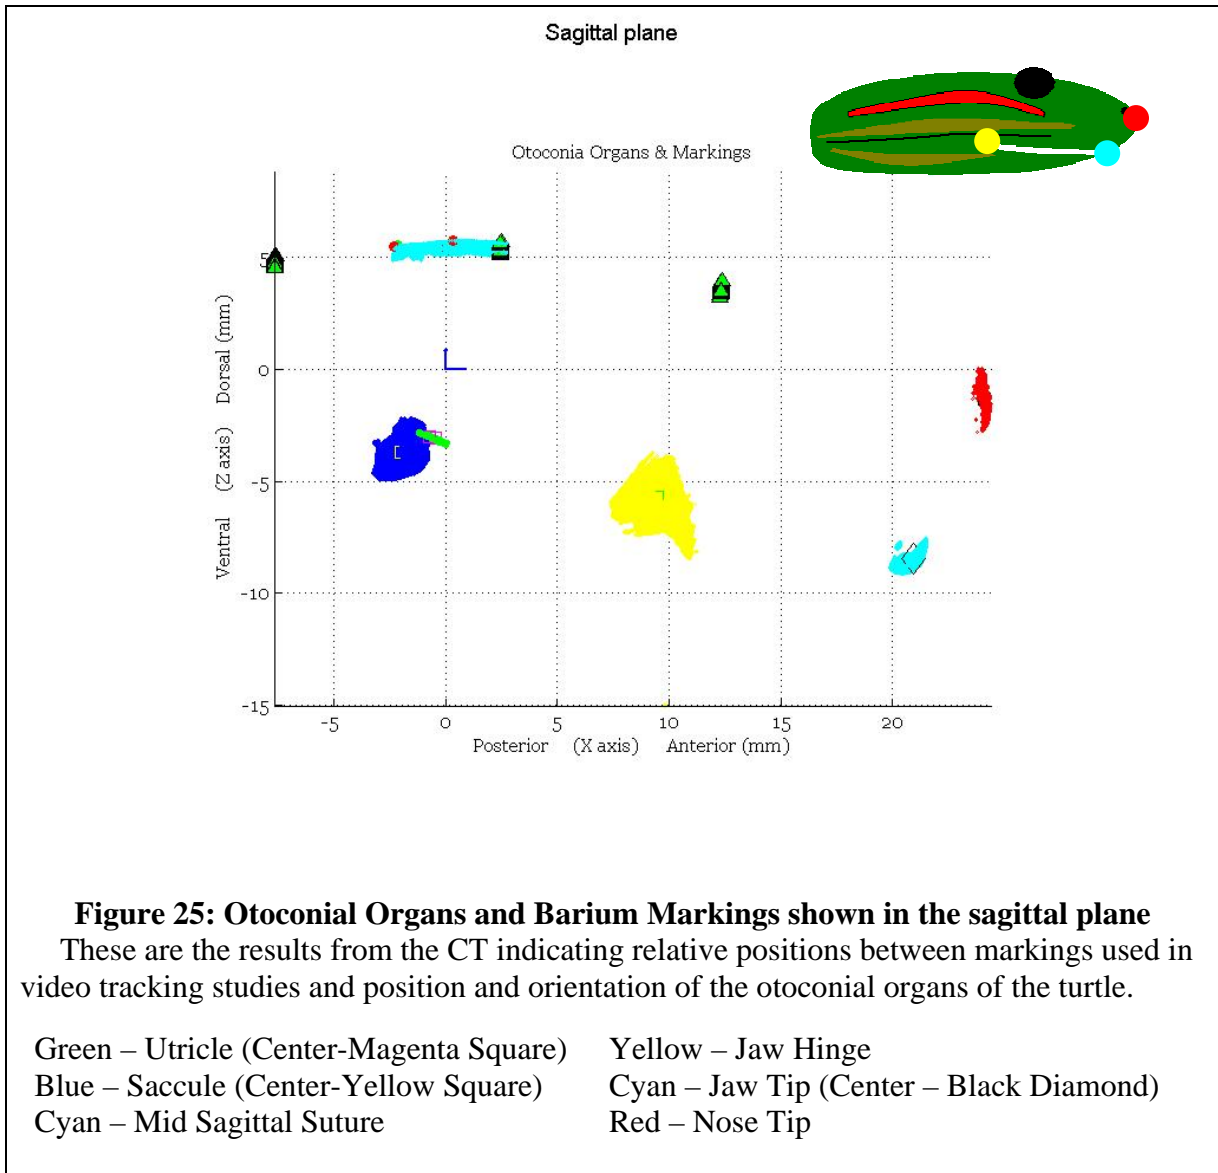 Sagittal plane
Otoconia Organs & Markings
5
0
-5
-10
-15
Ventral (Z axis) Dorsal (mm)
-5 0 5 10 15 20
Posterior (X axis) Anterior (mm)
Figure 25: Otoconial Organs and Barium Markings shown in the sagittal plane
These are the results from the CT indicating relative positions between markings used in
video tracking studies and position and orientation of the otoconial organs of the turtle.
Green – Utricle (Center-Magenta Square) Yellow – Jaw Hinge
Blue – Saccule (Center-Yellow Square) Cyan – Jaw Tip (Center – Black Diamond)
Cyan – Mid Sagittal Suture Red – Nose Tip